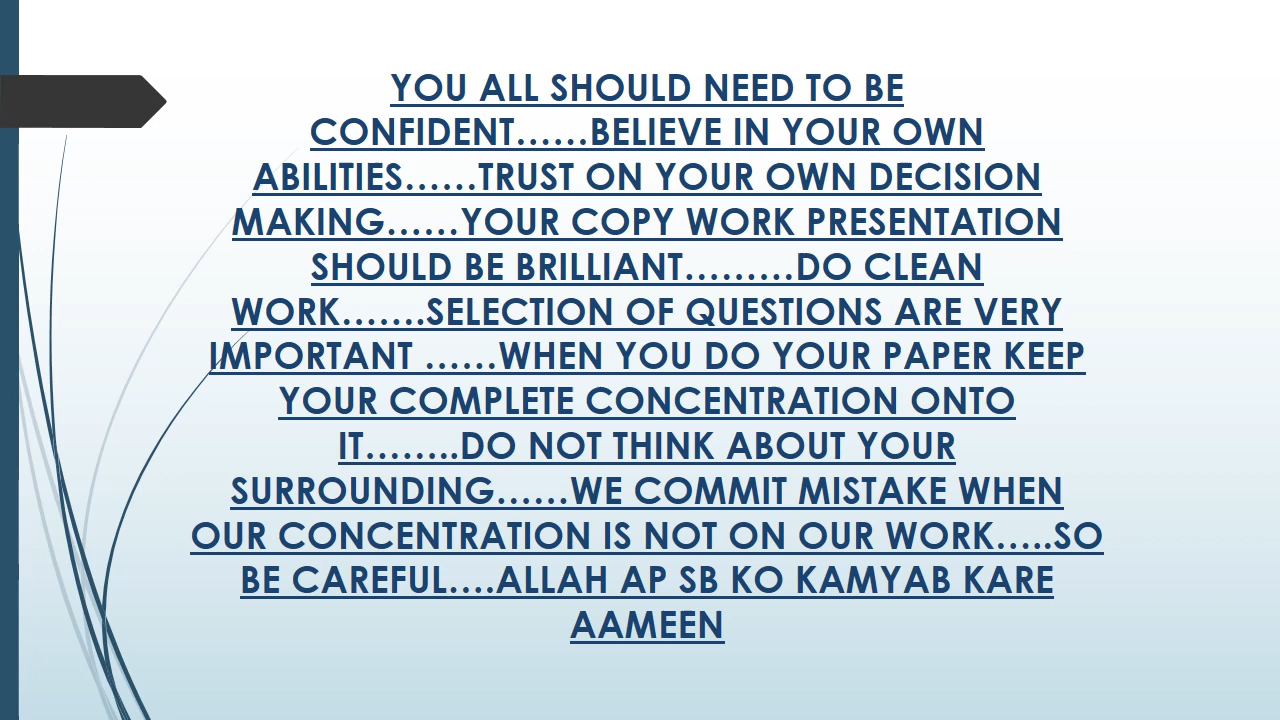 YOU ALL SHOULD NEED TO BE
CONFIDENT……BELIEVE IN YOUR OWN
ABILITIES……TRUST ON YOUR OWN DECISION
MAKING……YOUR COPY WORK PRESENTATION
SHOULD BE BRILLIANT………DO CLEAN
WORK…….SELECTION OF QUESTIONS ARE VERY
IMPORTANT ……WHEN YOU DO YOUR PAPER KEEP
YOUR COMPLETE CONCENTRATION ONTO
IT……..DO NOT THINK ABOUT YOUR
SURROUNDING……WE COMMIT MISTAKE WHEN
OUR CONCENTRATION IS NOT ON OUR WORK…..SO
BE CAREFUL….ALLAH AP SB KO KAMYAB KARE
AAMEEN